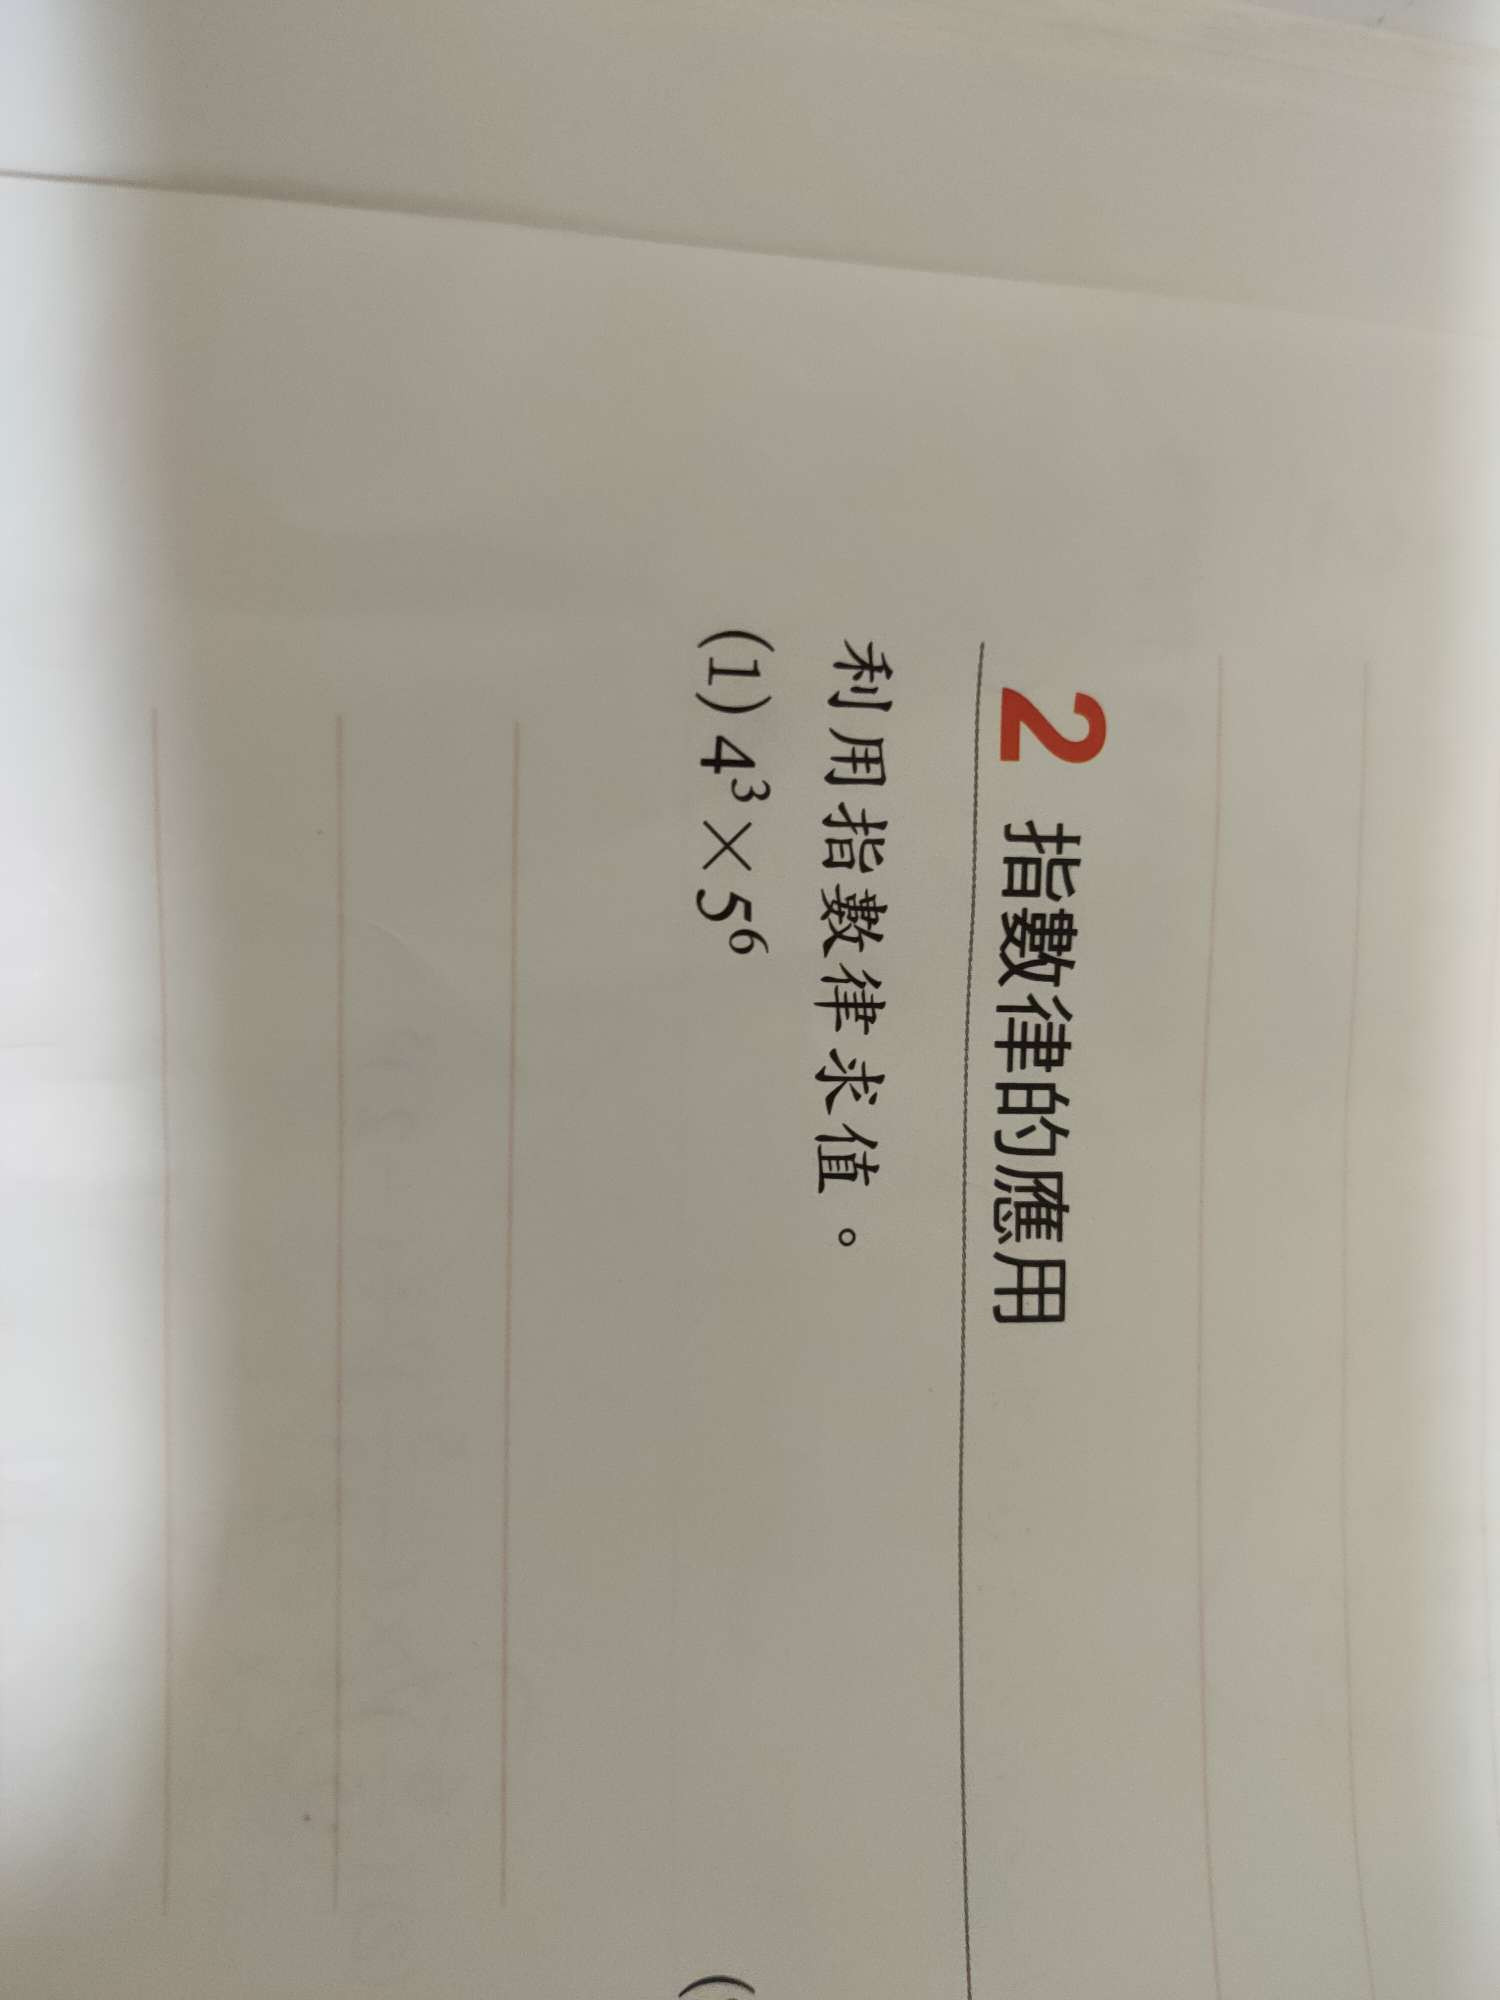 2 指數律的應用
利用指數律求值。
(1) 4³×5⁶ (